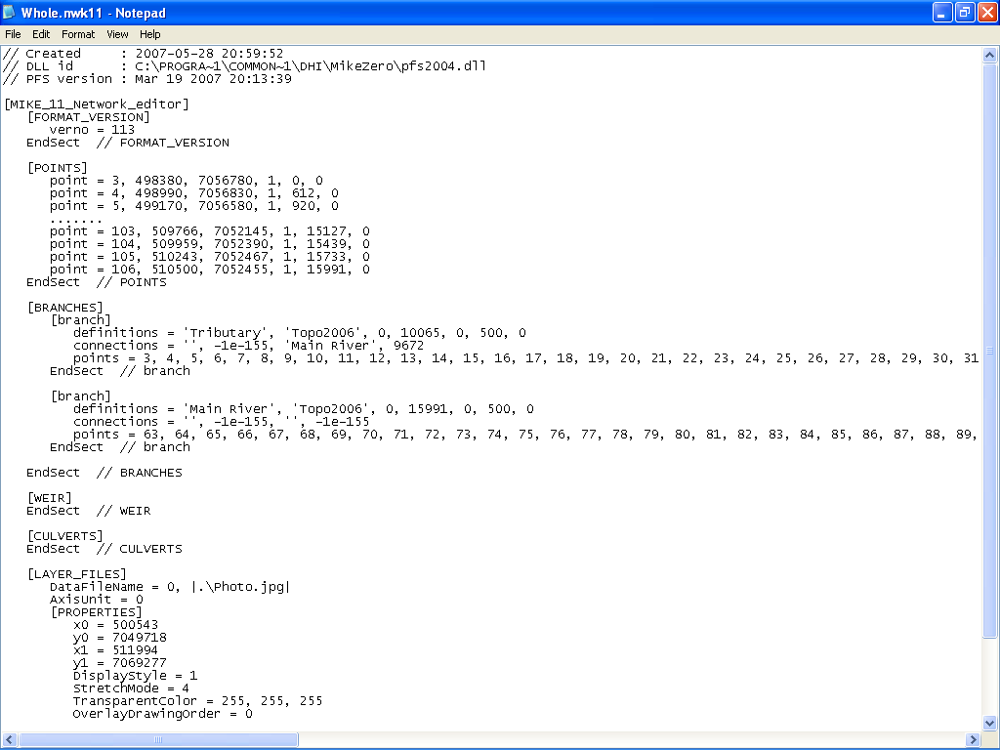 Whole.nwk11 - Notepad
File Edit Format View Help
// Created     : 2007-05-28 20:59:52
// DLL id      : C:\PROGRA~1\COMMON~1\DHI\MikeZero\pfs2004.dll
// PFS version : Mar 19 2007 20:13:39
[MIKE_11_Network_editor]
   [FORMAT_VERSION]
      verno = 113
   EndSect  // FORMAT_VERSION
   [POINTS]
      point = 3, 498380, 7056780, 1, 0, 0
      point = 4, 498990, 7056830, 1, 612, 0
      point = 5, 499170, 7056580, 1, 920, 0
      .......
      point = 103, 509766, 7052145, 1, 15127, 0
      point = 104, 509959, 7052390, 1, 15439, 0
      point = 105, 510243, 7052467, 1, 15733, 0
      point = 106, 510500, 7052455, 1, 15991, 0
   EndSect  // POINTS
   [BRANCHES]
      [branch]
         definitions = 'Tributary', 'Topo2006', 0, 10065, 0, 500, 0
         connections = '', -1e-155, 'Main River', 9672
         points = 3, 4, 5, 6, 7, 8, 9, 10, 11, 12, 13, 14, 15, 16, 17, 18, 19, 20, 21, 22, 23, 24, 25, 26, 27, 28, 29, 30, 31
      EndSect  // branch
      [branch]
         definitions = 'Main River', 'Topo2006', 0, 15991, 0, 500, 0
         connections = '', -1e-155, '', -1e-155
         points = 63, 64, 65, 66, 67, 68, 69, 70, 71, 72, 73, 74, 75, 76, 77, 78, 79, 80, 81, 82, 83, 84, 85, 86, 87, 88, 89,
      EndSect  // branch
   EndSect  // BRANCHES
   [WEIR]
   EndSect  // WEIR
   [CULVERTS]
   EndSect  // CULVERTS
   [LAYER_FILES]
      DataFileName = 0, |.\Photo.jpg|
      AxisUnit = 0
      [PROPERTIES]
         x0 = 500543
         y0 = 7049718
         x1 = 511994
         y1 = 7069277
         DisplayStyle = 1
         StretchMode = 4
         TransparentColor = 255, 255, 255
         OverlayDrawingOrder = 0